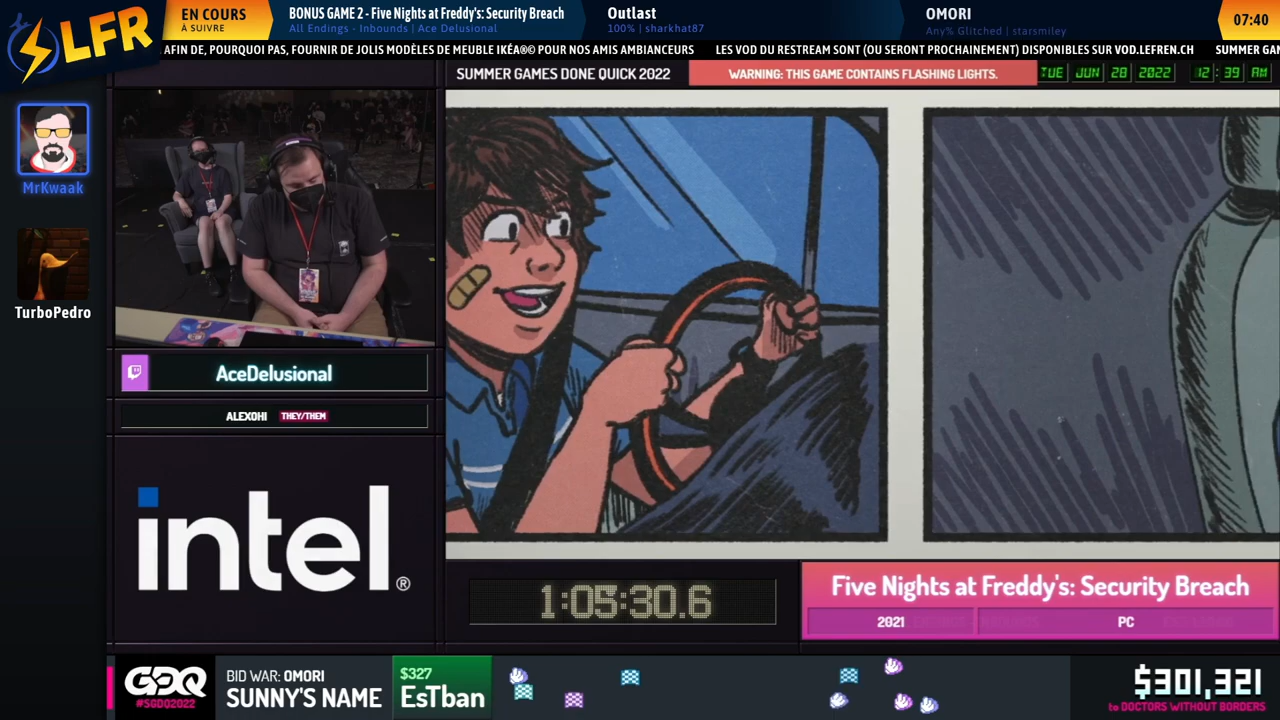 LFR
EN COURS
À SUIVRE
BONUS GAME 2 - Five Nights at Freddy's: Security Breach
All Endings - Inbounds | Ace Delusional
Outlast
100% | sharkhat87
OMORI
Any% Glitched | starsmiley
07:40
. AFIN DE, POURQUOI PAS, FOURNIR DE JOLIS MODÈLES DE MEUBLE IKÉA®® POUR NOS AMIS AMBIANCEURS
LES VOD DU RESTREAM SONT (OU SERONT PROCHAINEMENT) DISPONIBLES SUR VOD.LEFREN.CH
SUMMER GAM
SUMMER GAMES DONE QUICK 2022
WARNING: THIS GAME CONTAINS FLASHING LIGHTS.
TUE JUN 28 2022 12:39 AM
MrKwaak
TurboPedro
AceDelusional
ALEXOHI THEY/THEM
intel®
1:05:30.6
Five Nights at Freddy's: Security Breach
2021
PC
GDQ
#SGDQ2022
BID WAR: OMORI
SUNNY'S NAME
$327
EsTban
$301,321
to DOCTORS WITHOUT BORDERS